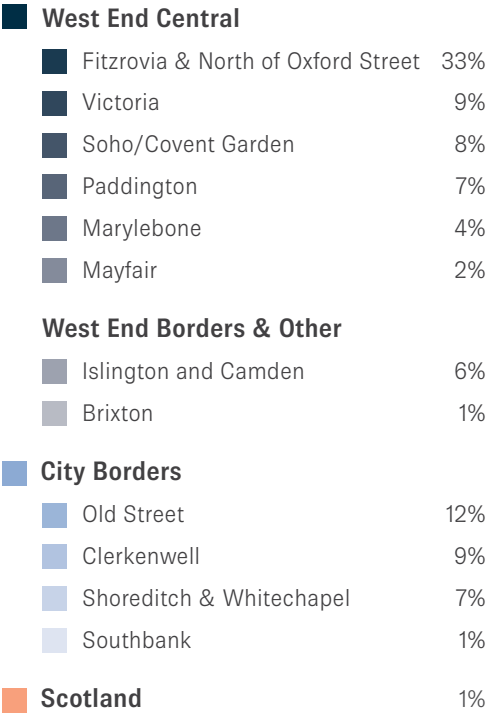 West End Central
Fitzrovia & North of Oxford Street 33%
Victoria 9%
Soho/Covent Garden 8%
Paddington 7%
Marylebone 4%
Mayfair 2%
West End Borders & Other
Islington and Camden 6%
Brixton 1%
City Borders
Old Street 12%
Clerkenwell 9%
Shoreditch & Whitechapel 7%
Southbank 1%
Scotland 1%